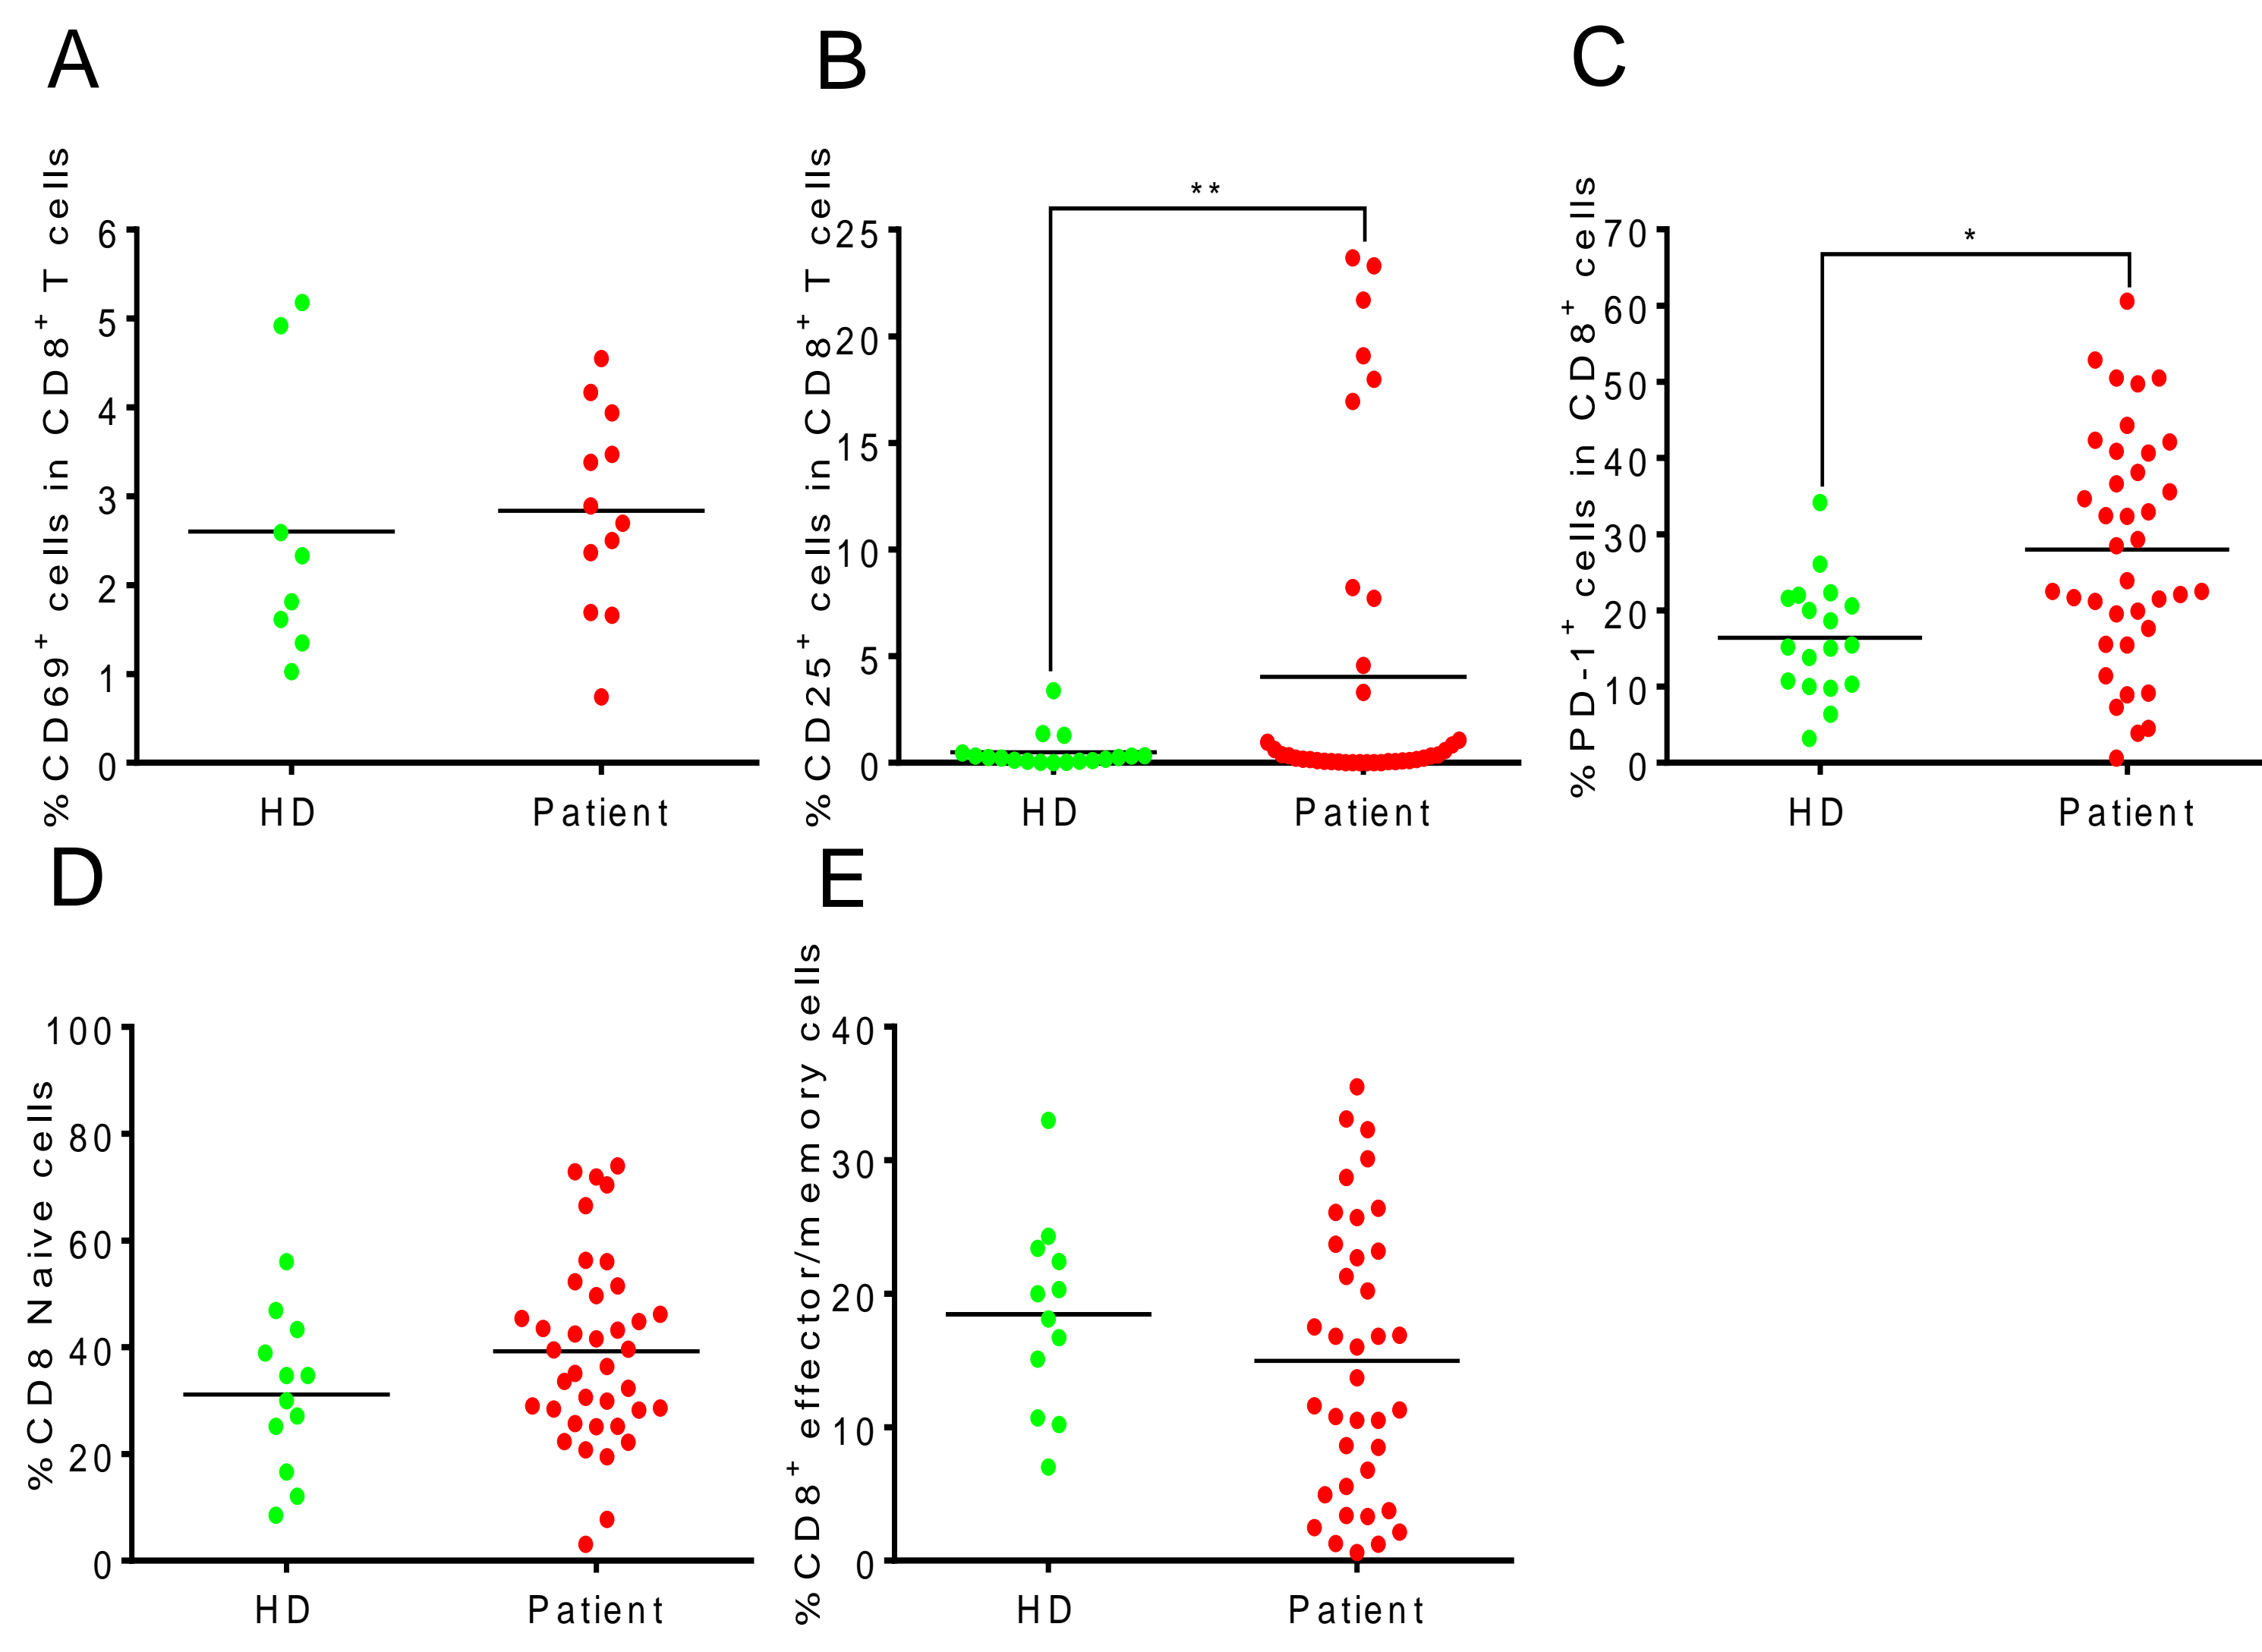 A
% CD69+ cells in CD8+ T cells
6
5
4
3
2
1
0
HD
Patient
B
% CD25+ cells in CD8+ T cells
25
20
15
10
5
0
**
HD
Patient
C
% PD-1+ cells in CD8+ cells
70
60
50
40
30
20
10
0
*
HD
Patient
D
% CD8 Naive cells
100
80
60
40
20
0
HD
Patient
E
% CD8+ effector/memory cells
40
30
20
10
0
HD
Patient